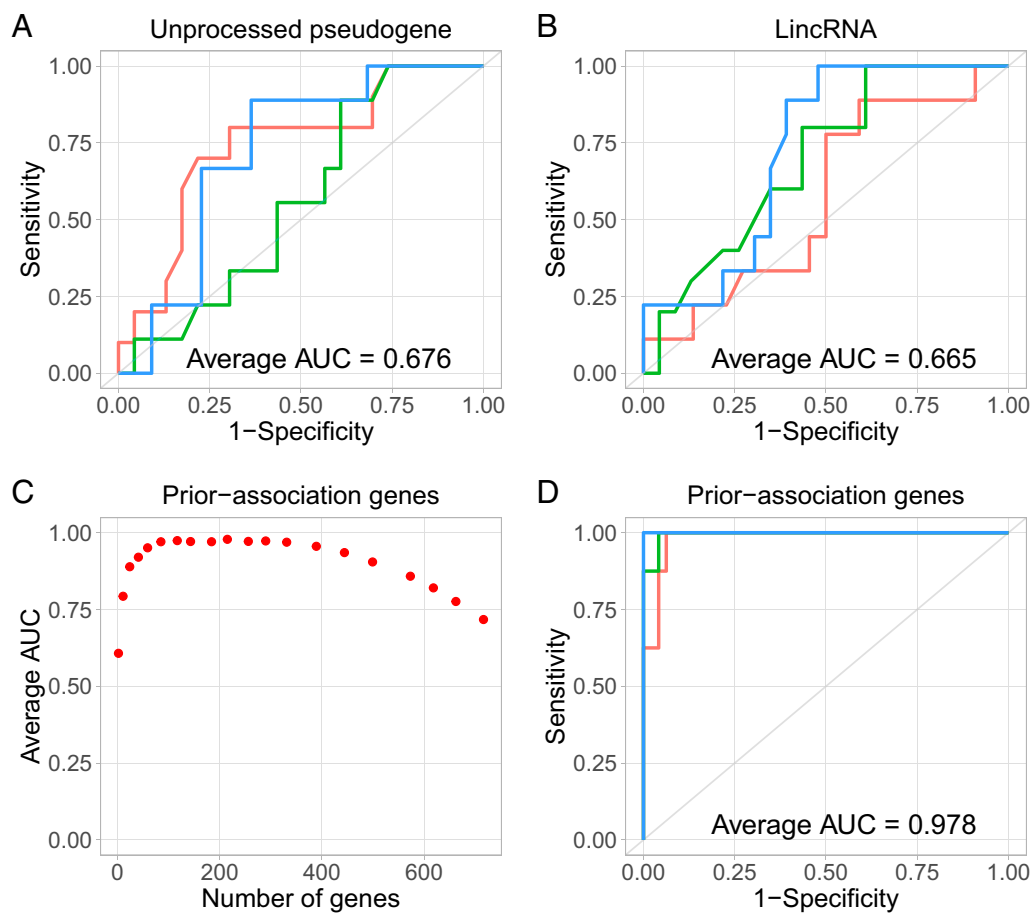 A
Unprocessed pseudogene
1.00
0.75
0.50
0.25
0.00
Sensitivity
Average AUC = 0.676
0.00 0.25 0.50 0.75 1.00
1−Specificity
B
LincRNA
1.00
0.75
0.50
0.25
0.00
Sensitivity
Average AUC = 0.665
0.00 0.25 0.50 0.75 1.00
1−Specificity
C
Prior−association genes
1.00
0.75
0.50
0.25
0.00
Average AUC
0 200 400 600
Number of genes
D
Prior−association genes
1.00
0.75
0.50
0.25
0.00
Sensitivity
Average AUC = 0.978
0.00 0.25 0.50 0.75 1.00
1−Specificity